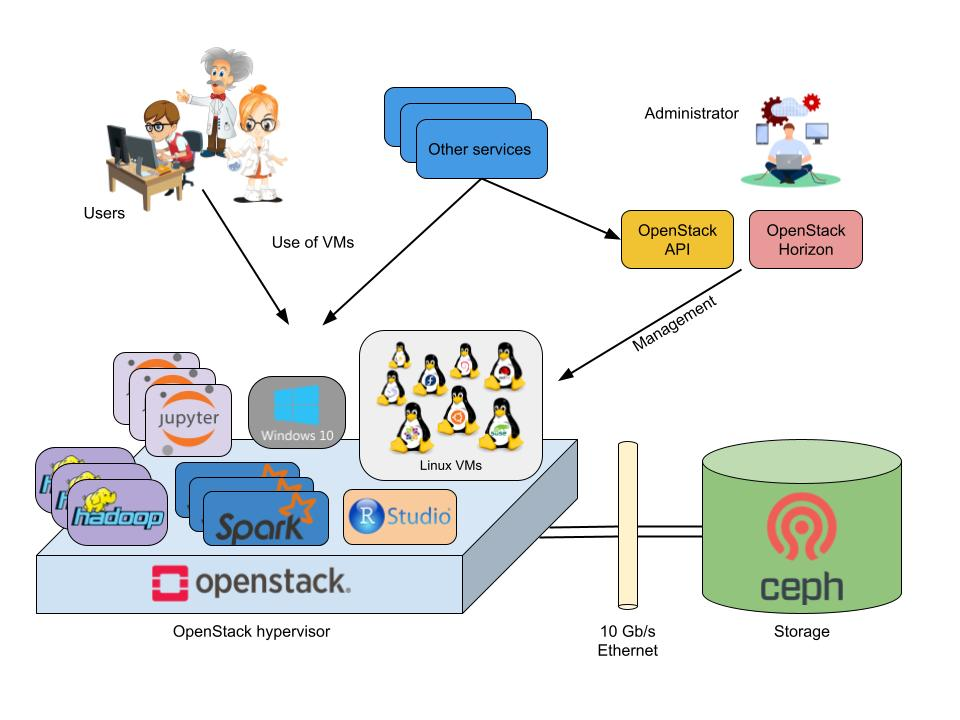 Administrator
Other services
Users
Use of VMs
OpenStack
API
OpenStack
Horizon
Management
jupyter
Windows 10
Linux VMs
hadoop
Spark
R Studio
openstack.
ceph
OpenStack hypervisor
10 Gb/s
Ethernet
Storage